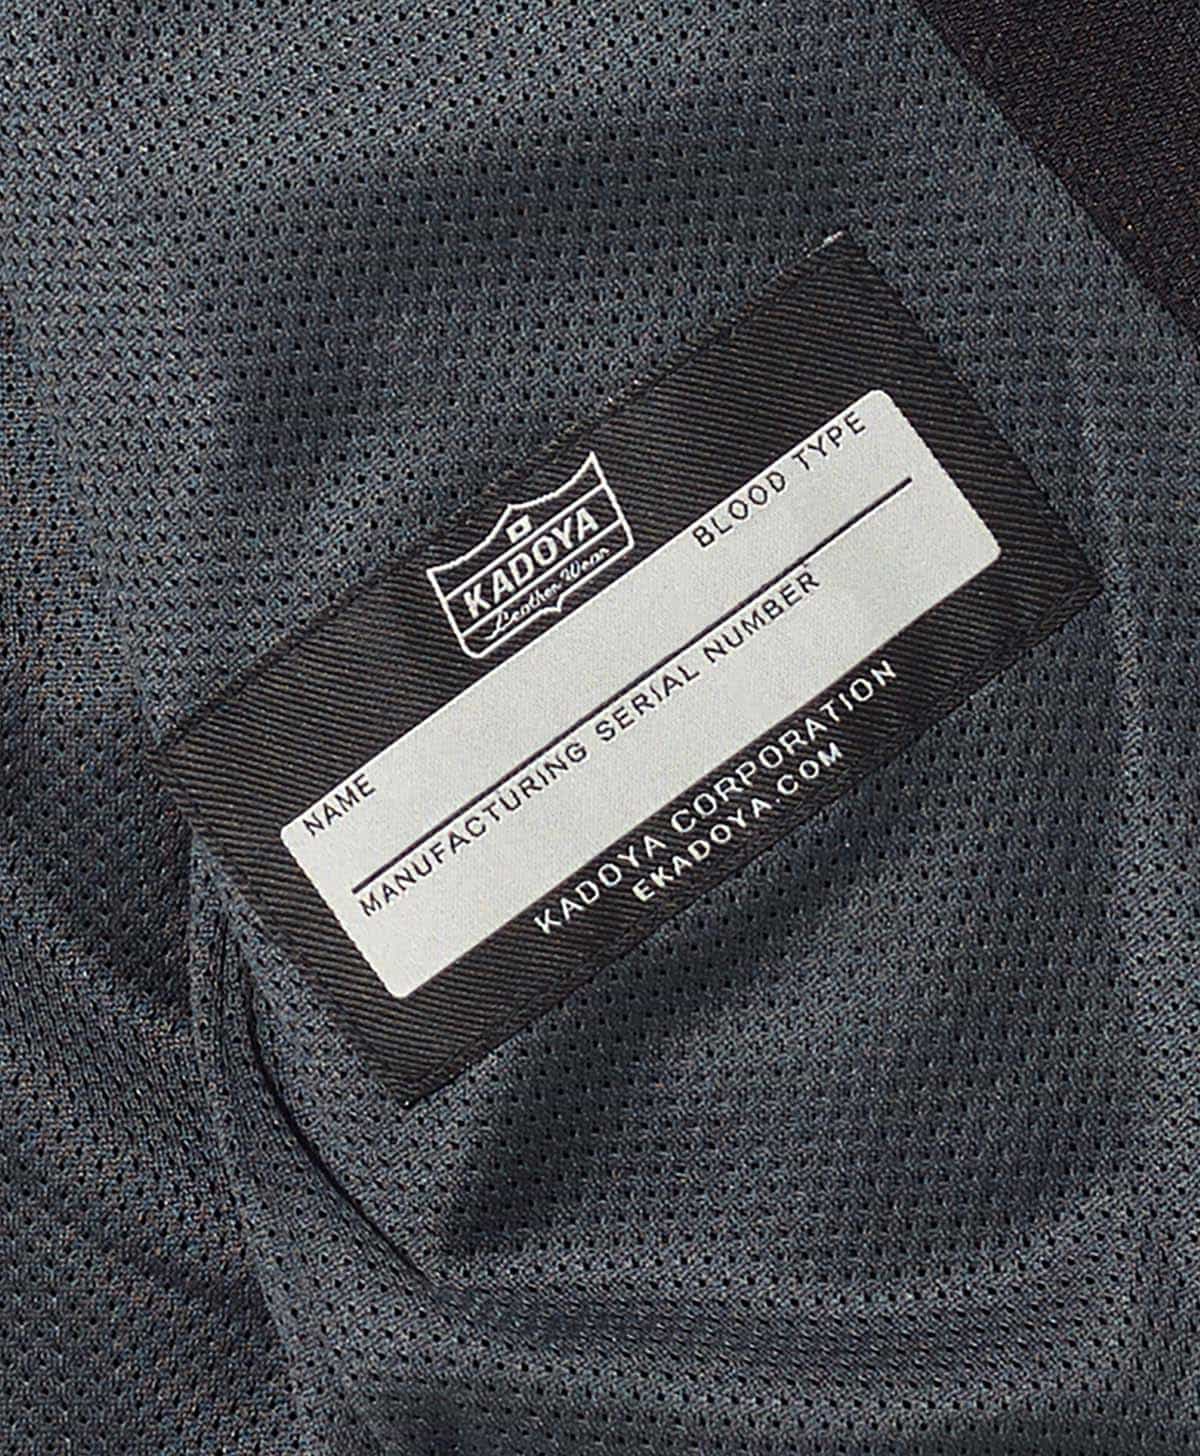 KADOYA
Leather Wear
NAME BLOOD TYPE
MANUFACTURING SERIAL NUMBER
KADOYA CORPORATION
EKADOYA.COM